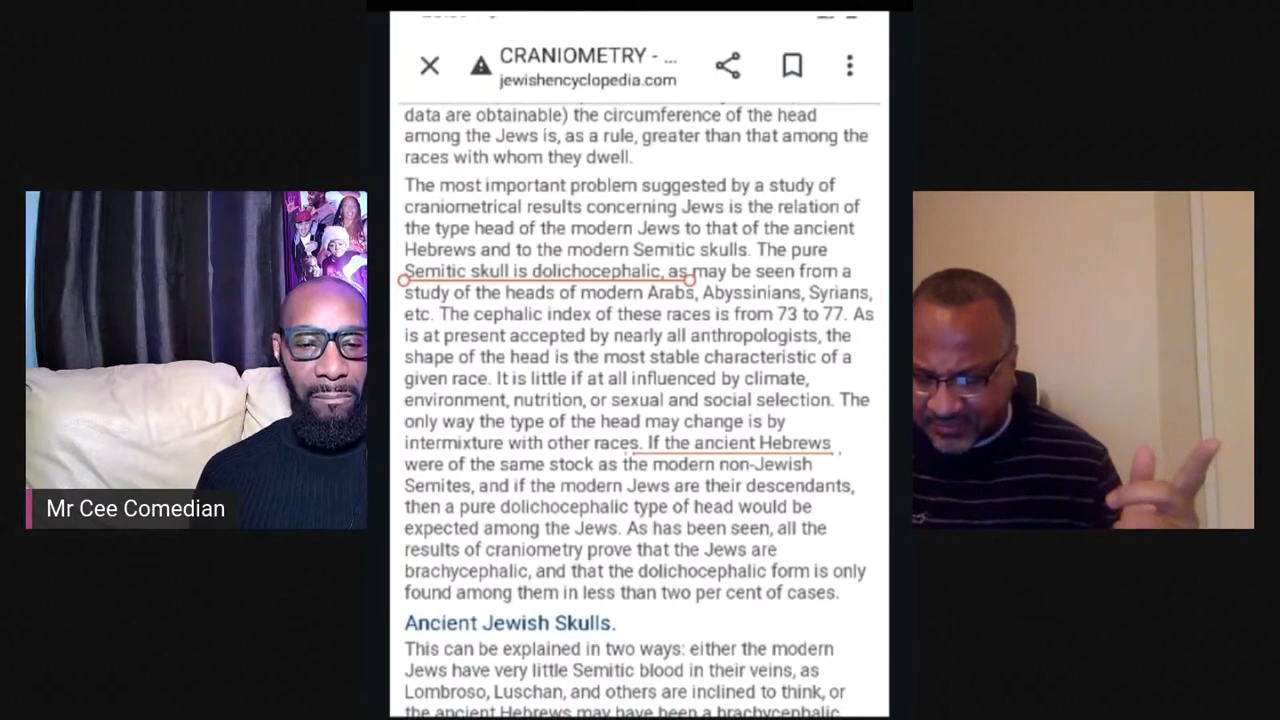 CRANIOMETRY - ...
jewishencyclopedia.com
data are obtainable) the circumference of the head
among the Jews is, as a rule, greater than that among the
races with whom they dwell.
The most important problem suggested by a study of
craniometrical results concerning Jews is the relation of
the type head of the modern Jews to that of the ancient
Hebrews and to the modern Semitic skulls. The pure
Semitic skull is dolichocephalic, as may be seen from a
study of the heads of modern Arabs, Abyssinians, Syrians,
etc. The cephalic index of these races is from 73 to 77. As
is at present accepted by nearly all anthropologists, the
shape of the head is the most stable characteristic of a
given race. It is little if at all influenced by climate,
environment, nutrition, or sexual and social selection. The
only way the type of the head may change is by
intermixture with other races. If the ancient Hebrews
were of the same stock as the modern non-Jewish
Semites, and if the modern Jews are their descendants,
then a pure dolichocephalic type of head would be
expected among the Jews. As has been seen, all the
results of craniometry prove that the Jews are
brachycephalic, and that the dolichocephalic form is only
found among them in less than two per cent of cases.
Ancient Jewish Skulls.
This can be explained in two ways: either the modern
Jews have very little Semitic blood in their veins, as
Lombroso, Luschan, and others are inclined to think, or
the ancient Hebrews may have been a brachycephalic
Mr Cee Comedian